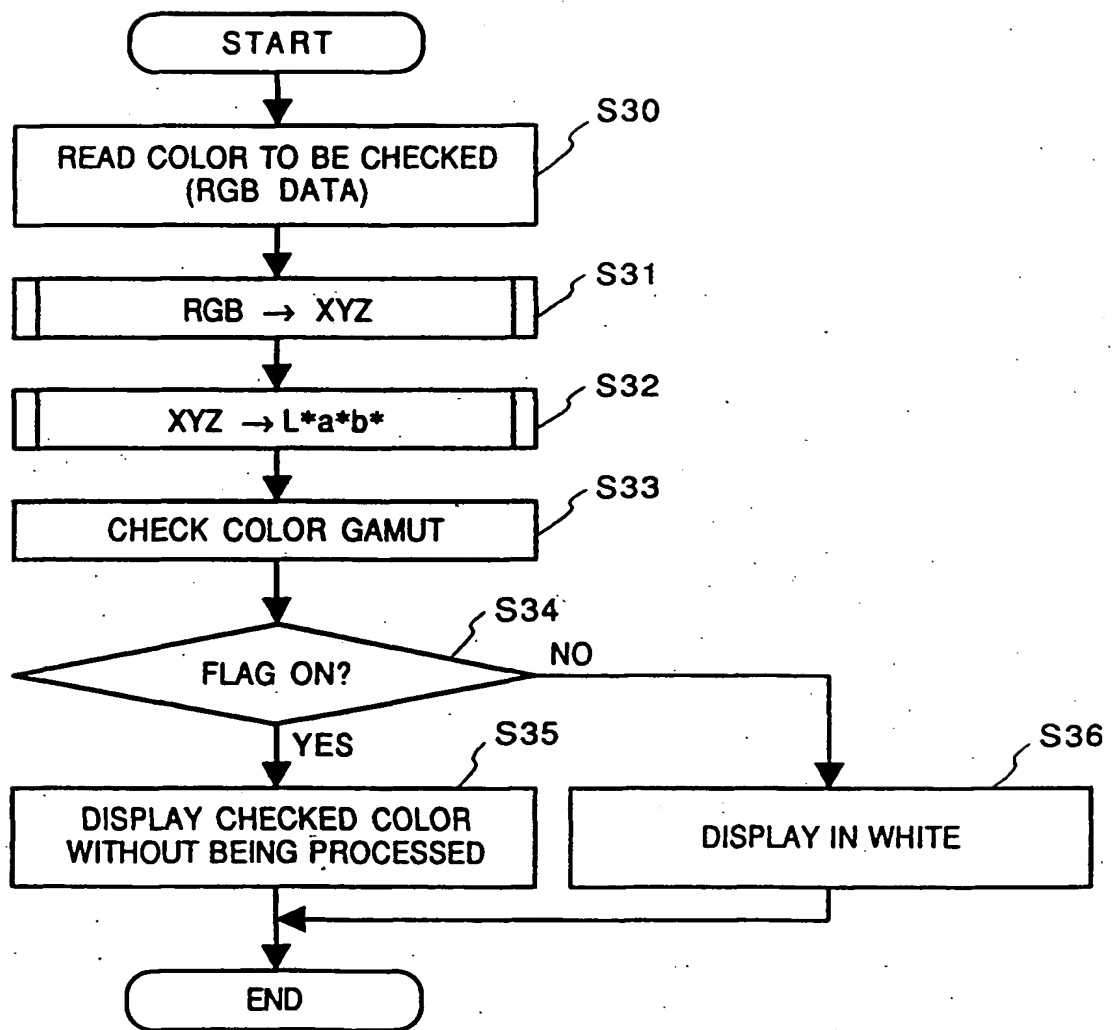 START
S30
READ COLOR TO BE CHECKED
(RGB DATA)
S31
RGB → XYZ
S32
XYZ → L*a*b*
S33
CHECK COLOR GAMUT
S34
FLAG ON?
NO
YES
S35
S36
DISPLAY CHECKED COLOR
WITHOUT BEING PROCESSED
DISPLAY IN WHITE
END